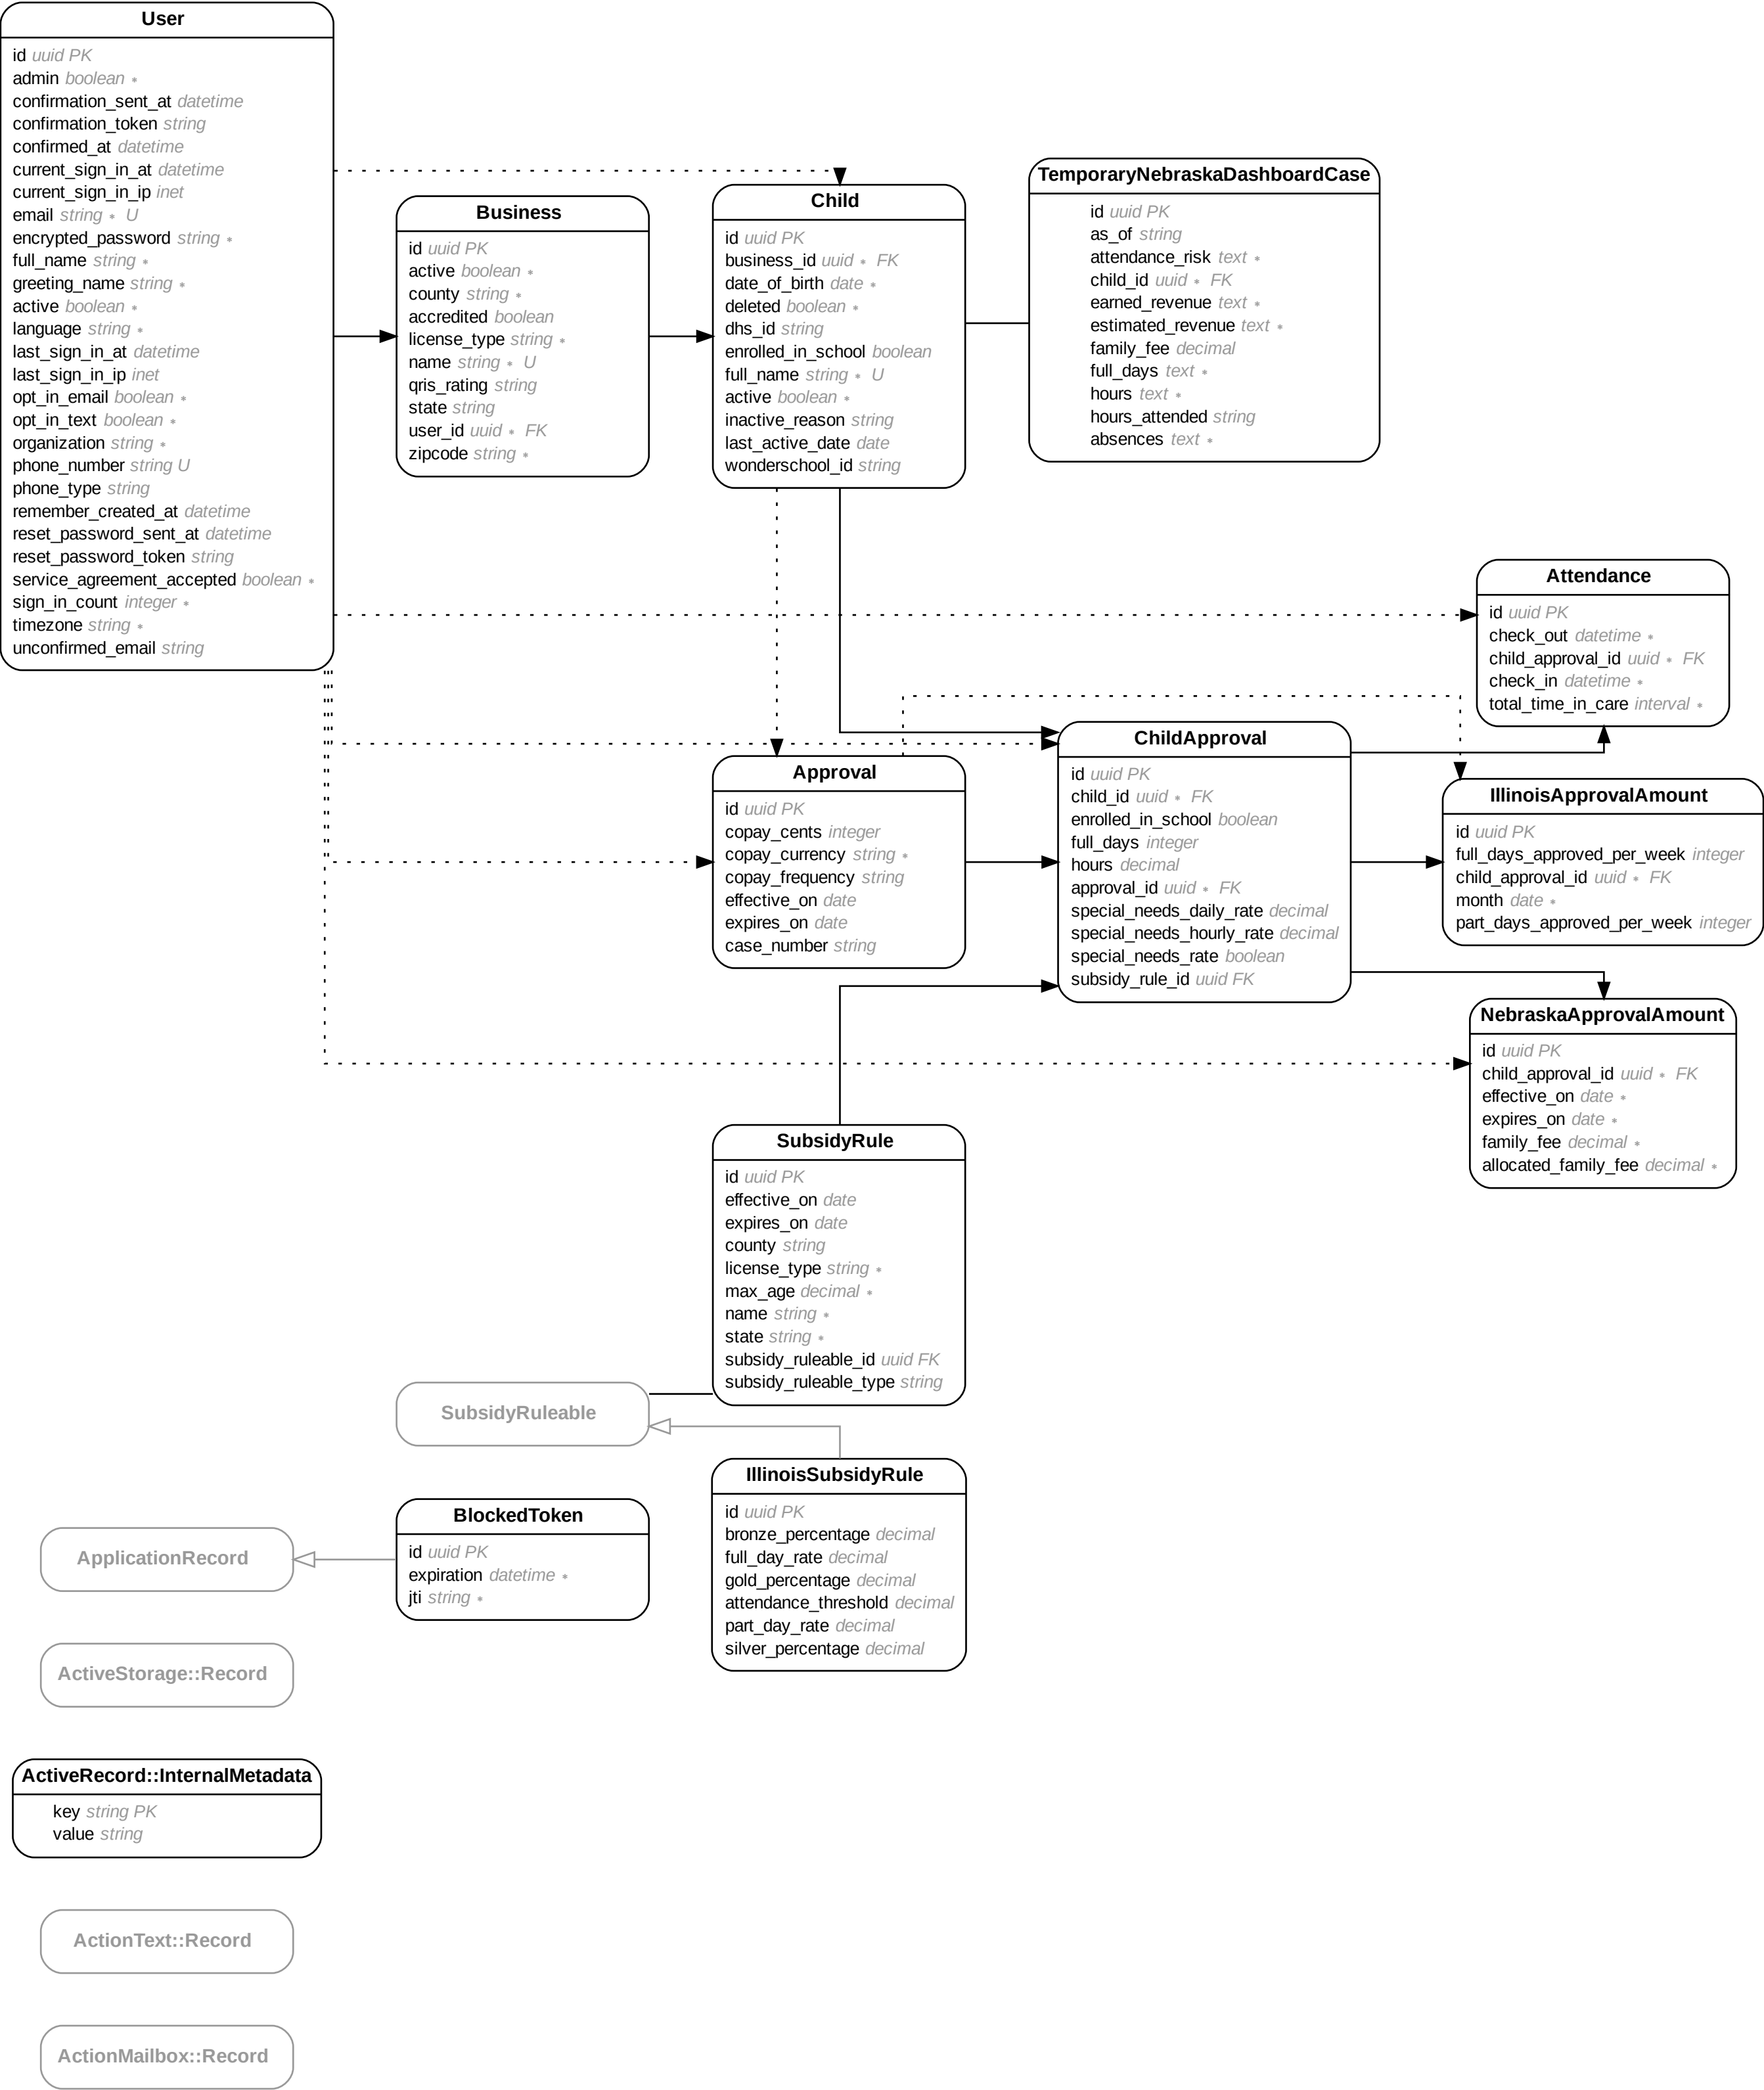 User
id uuid PK
admin boolean *
confirmation_sent_at datetime
confirmation_token string
confirmed_at datetime
current_sign_in_at datetime
current_sign_in_ip inet
email string * U
encrypted_password string *
full_name string *
greeting_name string *
active boolean *
language string *
last_sign_in_at datetime
last_sign_in_ip inet
opt_in_email boolean *
opt_in_text boolean *
organization string *
phone_number string U
phone_type string
remember_created_at datetime
reset_password_sent_at datetime
reset_password_token string
service_agreement_accepted boolean *
sign_in_count integer *
timezone string *
unconfirmed_email string
Business
id uuid PK
active boolean *
county string *
accredited boolean
license_type string *
name string * U
qris_rating string
state string
user_id uuid * FK
zipcode string *
Child
id uuid PK
business_id uuid * FK
date_of_birth date *
deleted boolean *
dhs_id string
enrolled_in_school boolean
full_name string * U
active boolean *
inactive_reason string
last_active_date date
wonderschool_id string
TemporaryNebraskaDashboardCase
id uuid PK
as_of string
attendance_risk text *
child_id uuid * FK
earned_revenue text *
estimated_revenue text *
family_fee decimal
full_days text *
hours text *
hours_attended string
absences text *
Attendance
id uuid PK
check_out datetime *
child_approval_id uuid * FK
check_in datetime *
total_time_in_care interval *
Approval
id uuid PK
copay_cents integer
copay_currency string *
copay_frequency string
effective_on date
expires_on date
case_number string
ChildApproval
id uuid PK
child_id uuid * FK
enrolled_in_school boolean
full_days integer
hours decimal
approval_id uuid * FK
special_needs_daily_rate decimal
special_needs_hourly_rate decimal
special_needs_rate boolean
subsidy_rule_id uuid FK
IllinoisApprovalAmount
id uuid PK
full_days_approved_per_week integer
child_approval_id uuid * FK
month date *
part_days_approved_per_week integer
NebraskaApprovalAmount
id uuid PK
child_approval_id uuid * FK
effective_on date *
expires_on date *
family_fee decimal *
allocated_family_fee decimal *
SubsidyRule
id uuid PK
effective_on date
expires_on date
county string
license_type string *
max_age decimal *
name string *
state string *
subsidy_ruleable_id uuid FK
subsidy_ruleable_type string
SubsidyRuleable
IllinoisSubsidyRule
id uuid PK
bronze_percentage decimal
full_day_rate decimal
gold_percentage decimal
attendance_threshold decimal
part_day_rate decimal
silver_percentage decimal
BlockedToken
id uuid PK
expiration datetime *
jti string *
ApplicationRecord
ActiveStorage::Record
ActiveRecord::InternalMetadata
key string PK
value string
ActionText::Record
ActionMailbox::Record